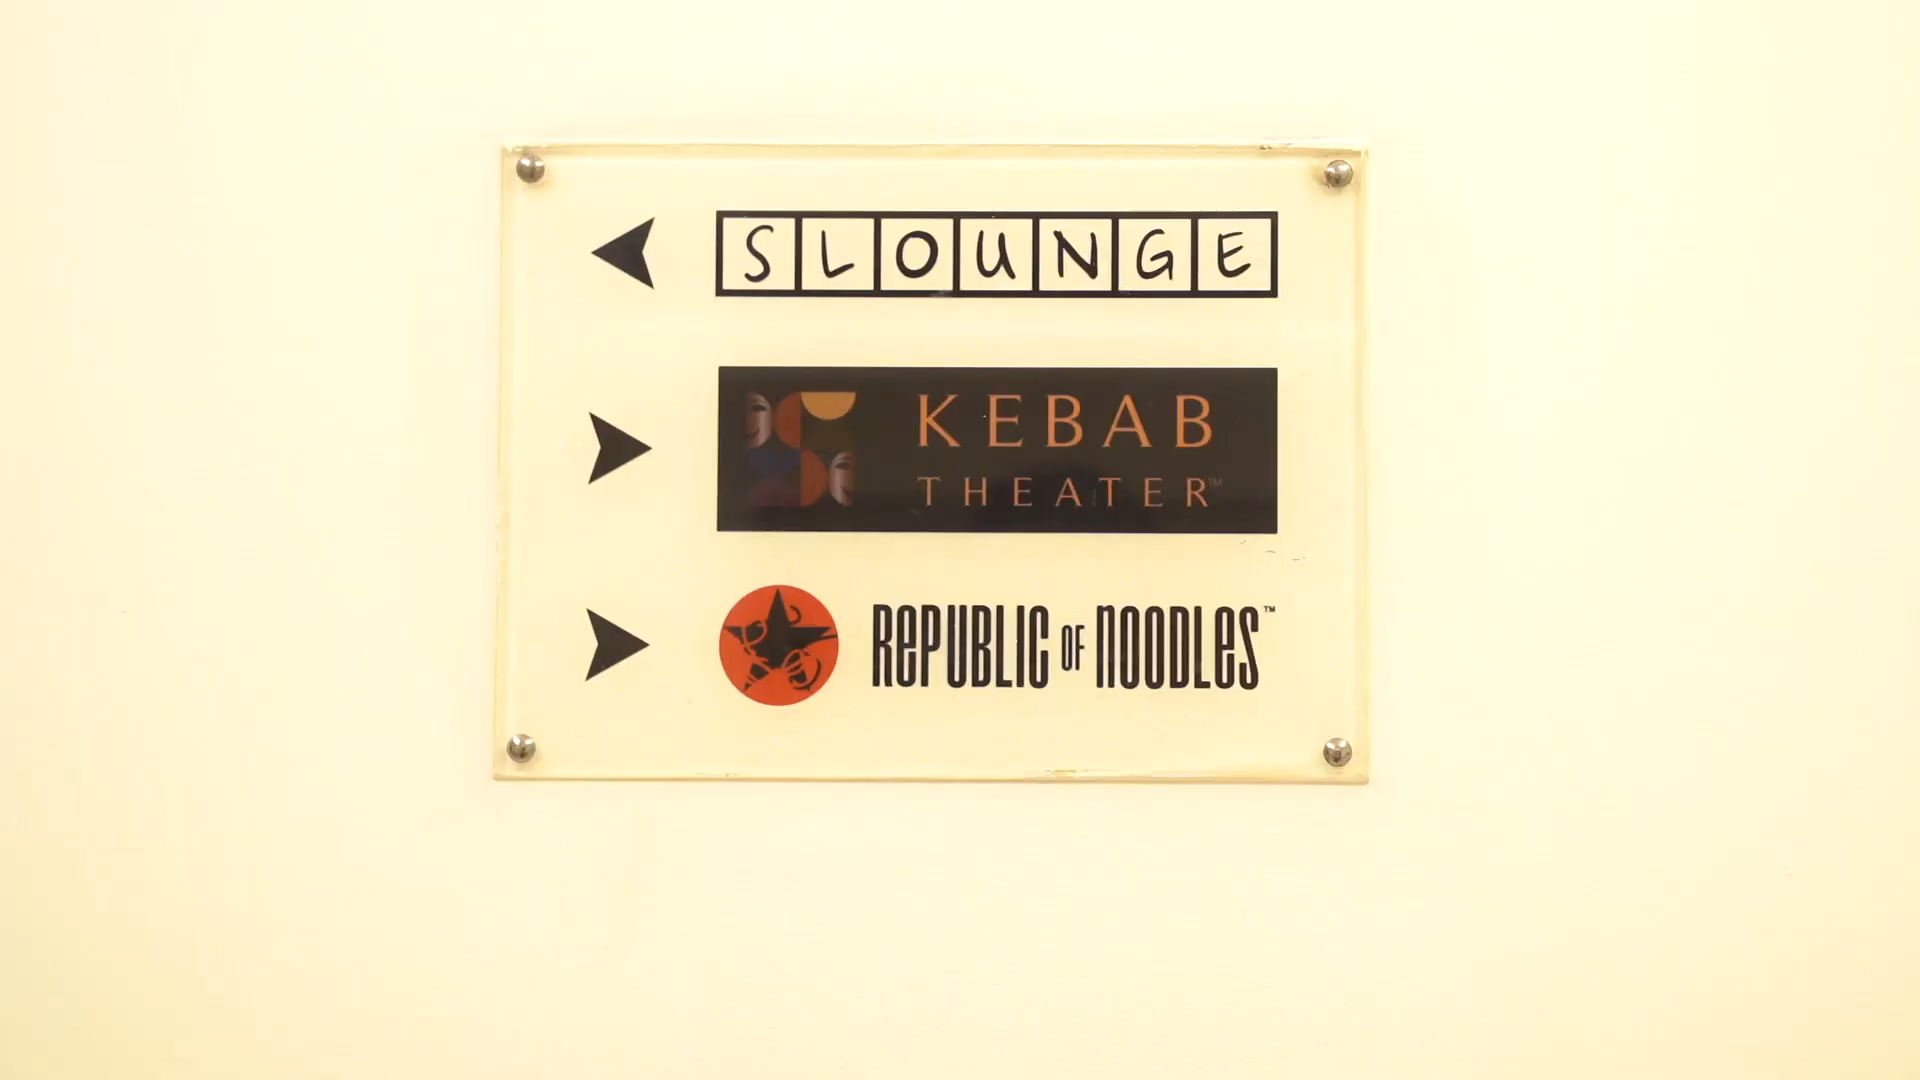 SLOUNGE
KEBAB
THEATER™
REPUBLIC OF NOODLES™